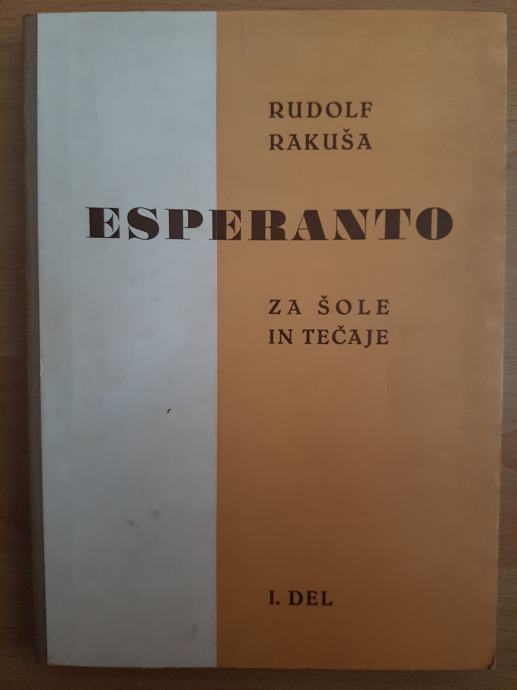 RUDOLF
RAKUŠA
ESPERANTO
ZA ŠOLE
IN TEČAJE
I. DEL